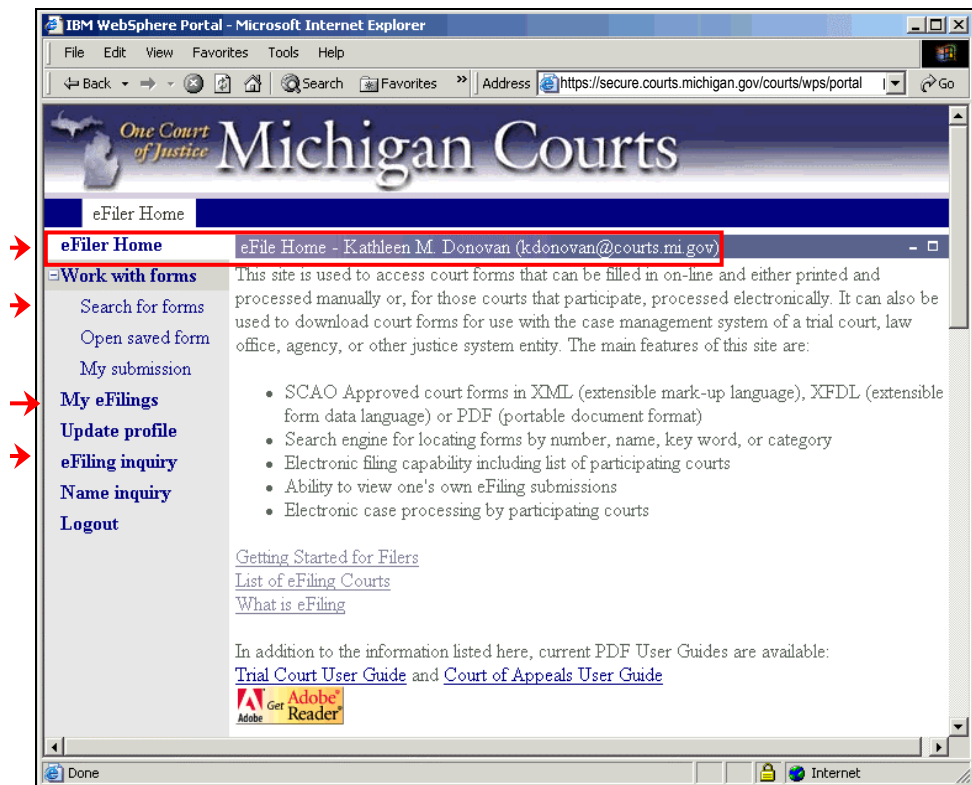 IBM WebSphere Portal - Microsoft Internet Explorer
File Edit View Favorites Tools Help
Back Search Favorites » Address https://secure.courts.michigan.gov/courts/wps/portal Go
One Court
of Justice
Michigan Courts
eFiler Home
eFiler Home
eFile Home - Kathleen M. Donovan (kdonovan@courts.mi.gov)
Work with forms
Search for forms
Open saved form
My submission
My eFilings
Update profile
eFiling inquiry
Name inquiry
Logout
This site is used to access court forms that can be filled in on-line and either printed and
processed manually or, for those courts that participate, processed electronically. It can also be
used to download court forms for use with the case management system of a trial court, law
office, agency, or other justice system entity. The main features of this site are:
• SCAO Approved court forms in XML (extensible mark-up language), XFDL (extensible
form data language) or PDF (portable document format)
• Search engine for locating forms by number, name, key word, or category
• Electronic filing capability including list of participating courts
• Ability to view one's own eFiling submissions
• Electronic case processing by participating courts
Getting Started for Filers
List of eFiling Courts
What is eFiling
In addition to the information listed here, current PDF User Guides are available:
Trial Court User Guide and Court of Appeals User Guide
Adobe Get Adobe® Reader®
Done Internet